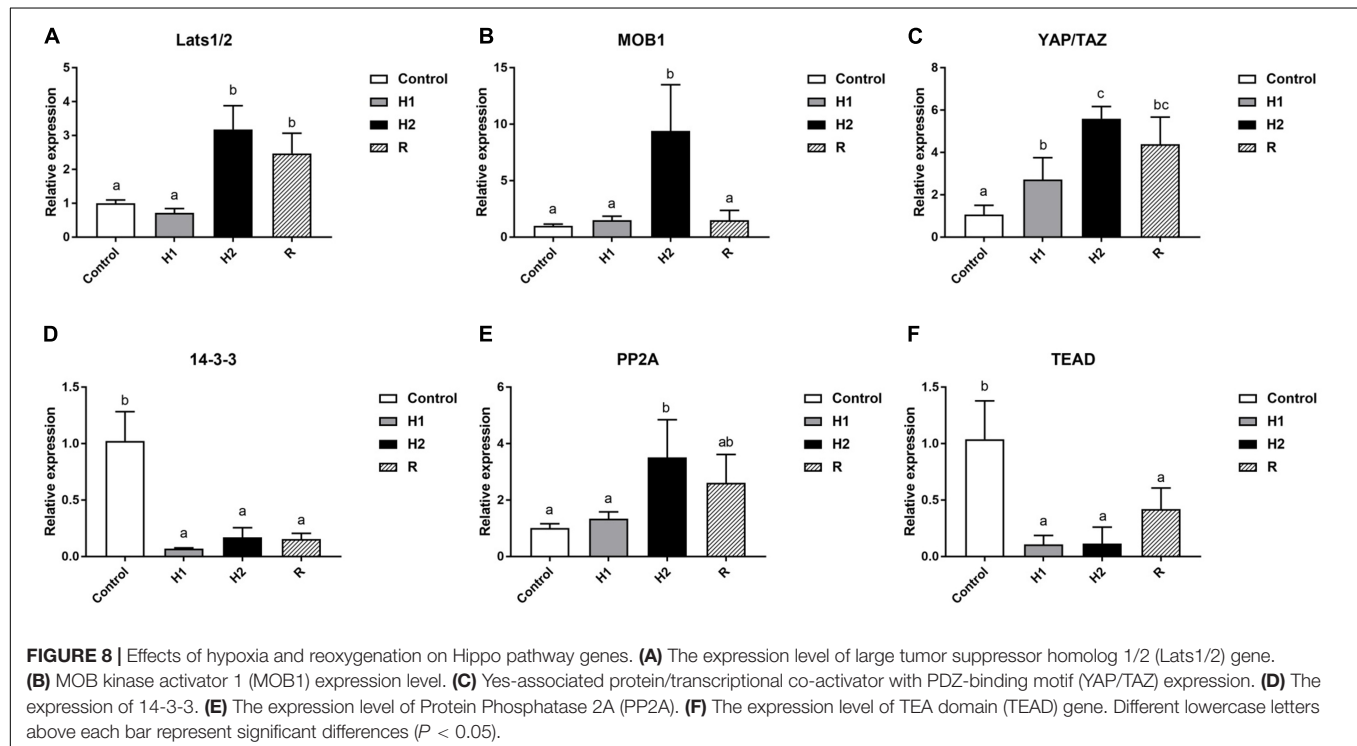 A
Lats1/2
Relative expression
5
4
3
2
1
0
a
a
b
b
Control
H1
H2
R
Control
H1
H2
R
B
MOB1
Relative expression
15
10
5
0
a
a
b
a
Control
H1
H2
R
Control
H1
H2
R
C
YAP/TAZ
Relative expression
8
6
4
2
0
a
b
c
bc
Control
H1
H2
R
Control
H1
H2
R
D
14-3-3
Relative expression
1.5
1.0
0.5
0.0
b
a
a
a
Control
H1
H2
R
Control
H1
H2
R
E
PP2A
Relative expression
6
4
2
0
a
a
b
ab
Control
H1
H2
R
Control
H1
H2
R
F
TEAD
Relative expression
1.5
1.0
0.5
0.0
b
a
a
a
Control
H1
H2
R
Control
H1
H2
R
FIGURE 8 | Effects of hypoxia and reoxygenation on Hippo pathway genes. (A) The expression level of large tumor suppressor homolog 1/2 (Lats1/2) gene.
(B) MOB kinase activator 1 (MOB1) expression level. (C) Yes-associated protein/transcriptional co-activator with PDZ-binding motif (YAP/TAZ) expression. (D) The
expression of 14-3-3. (E) The expression level of Protein Phosphatase 2A (PP2A). (F) The expression level of TEA domain (TEAD) gene. Different lowercase letters
above each bar represent significant differences (P < 0.05).